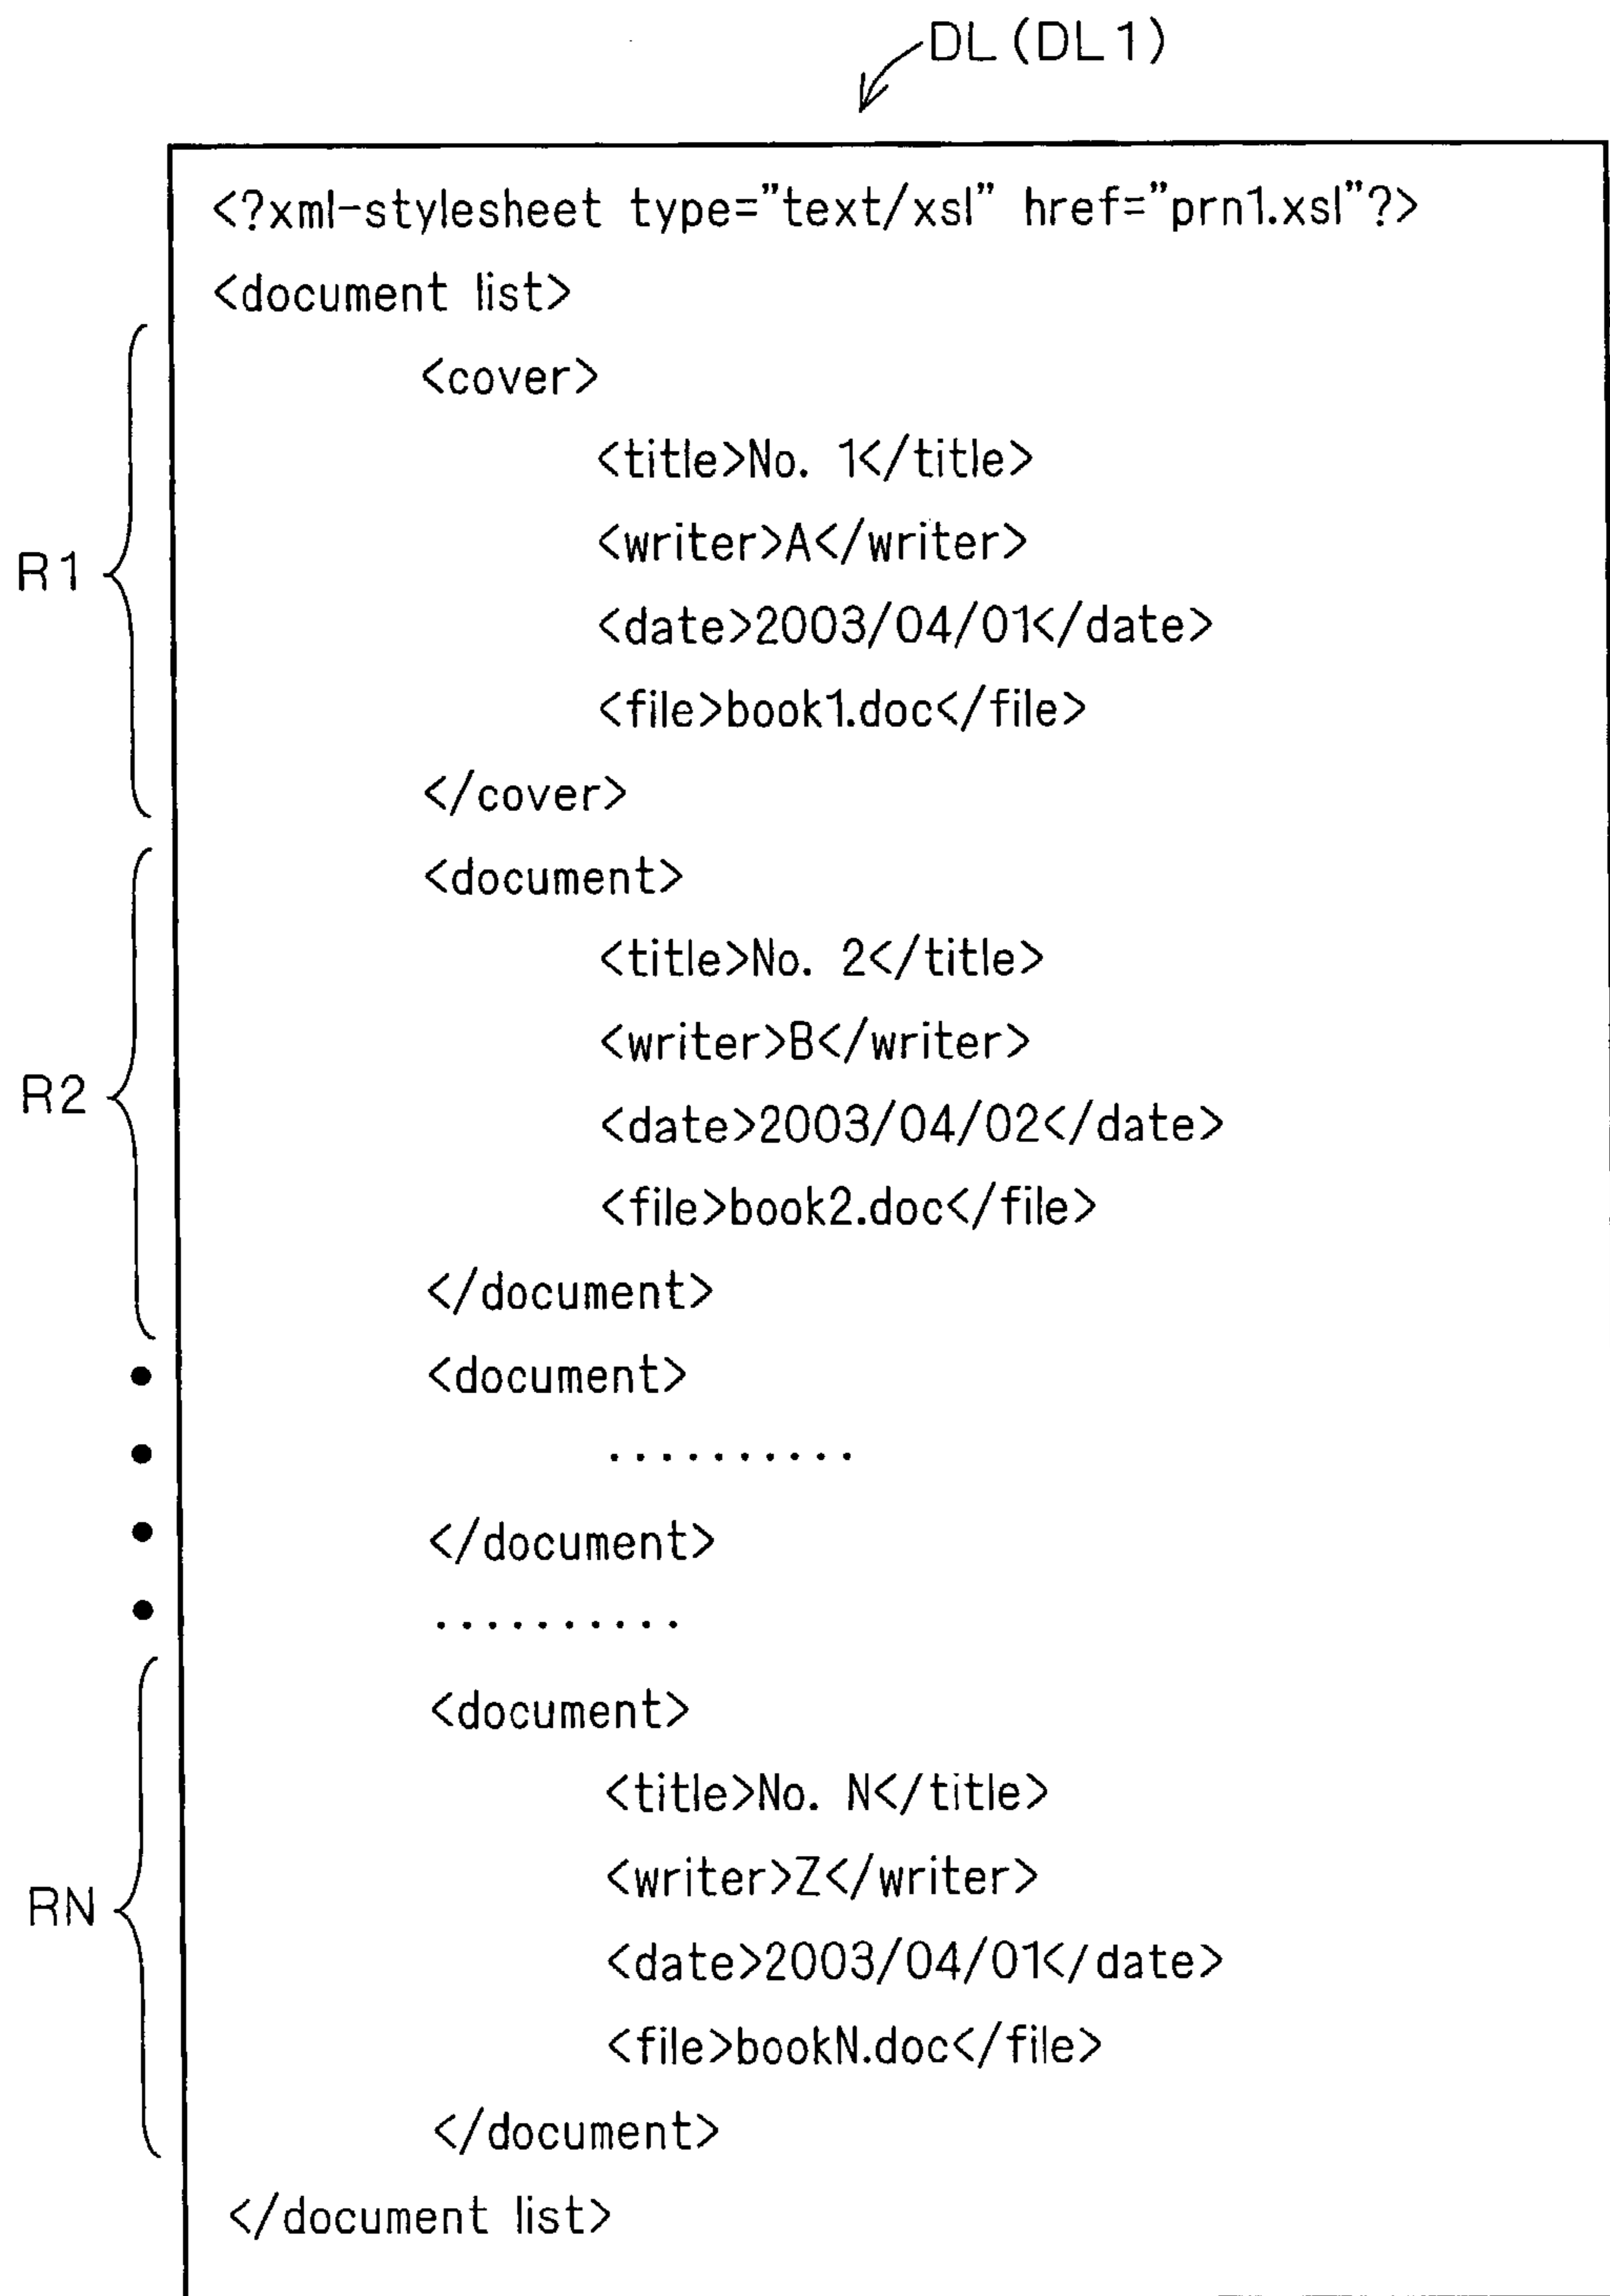 DL(DL1)
<?xml-stylesheet type="text/xsl" href="prn1.xsl"?>
<document list>
<cover>
<title>No. 1</title>
<writer>A</writer>
R1
<date>2003/04/01</date>
<file>book1.doc</file>
</cover>
<document>
<title>No. 2</title>
<writer>B</writer>
R2
<date>2003/04/02</date>
<file>book2.doc</file>
</document>
<document>
..........
</document>
..........
<document>
<title>No. N</title>
<writer>Z</writer>
RN
<date>2003/04/01</date>
<file>bookN.doc</file>
</document>
</document list>